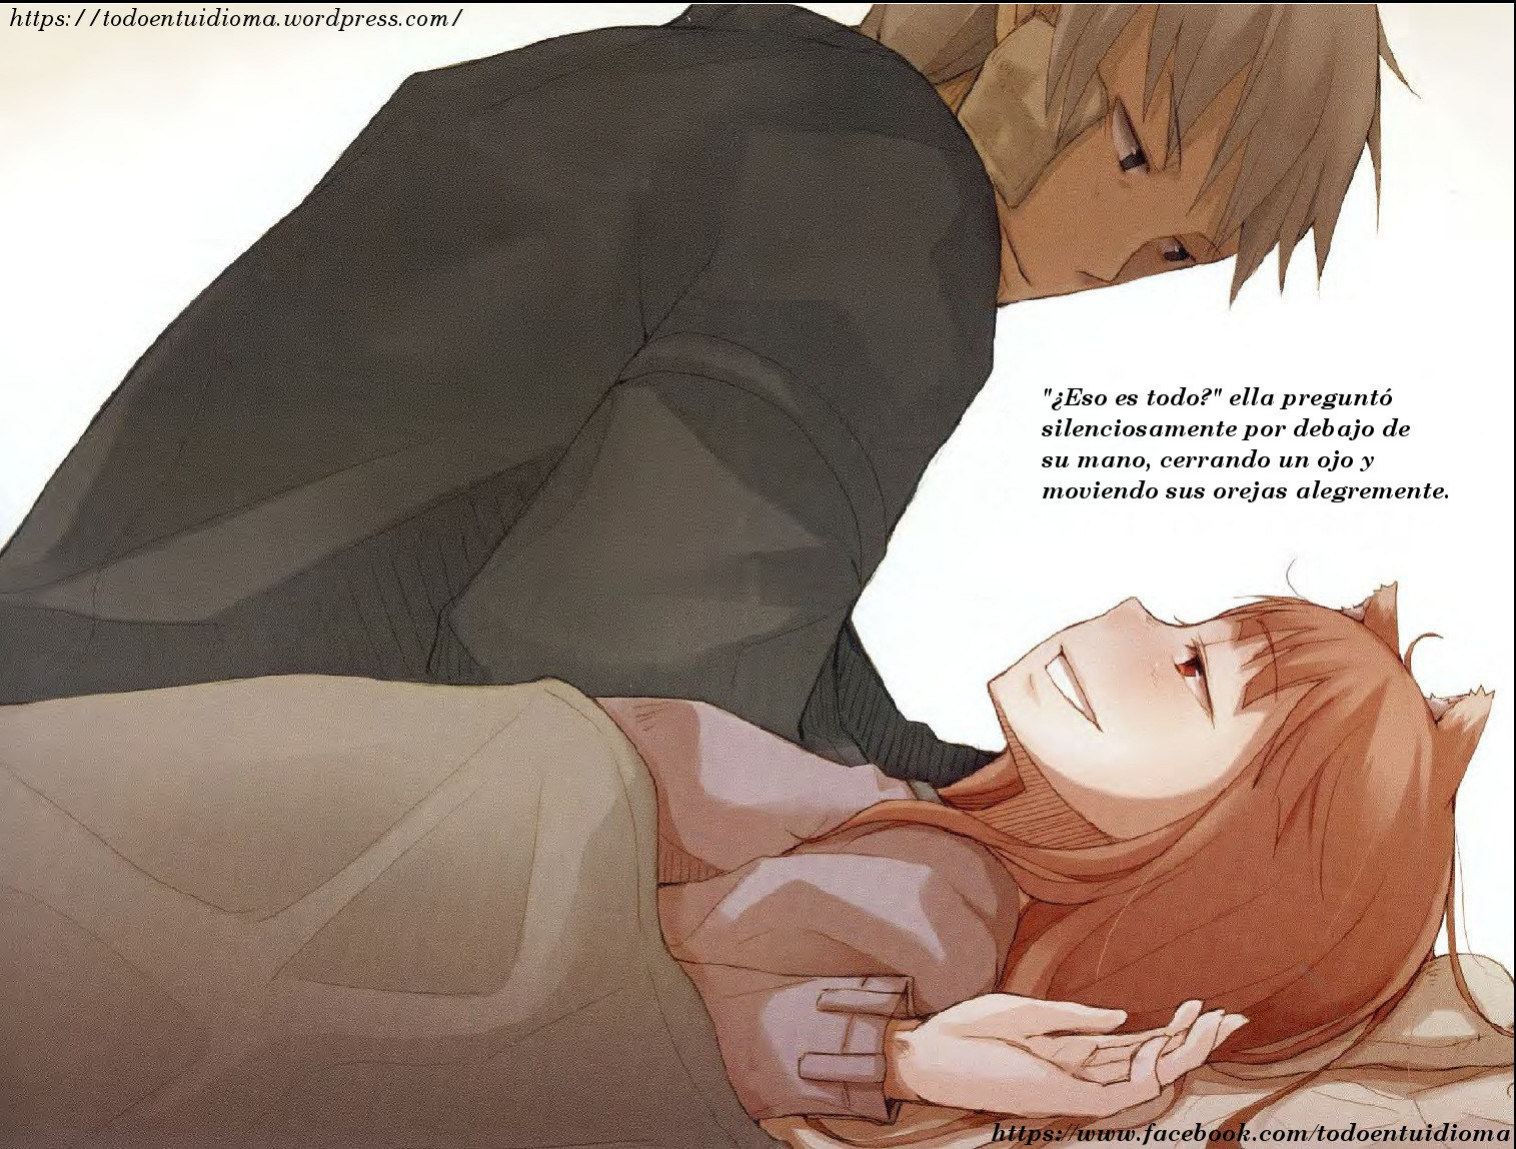 https://todoentuidioma.wordpress.com/
"¿Eso es todo?" ella preguntó
silenciosamente por debajo de
su mano, cerrando un ojo y
moviendo sus orejas alegremente.
https://www.facebook.com/todoentuidioma